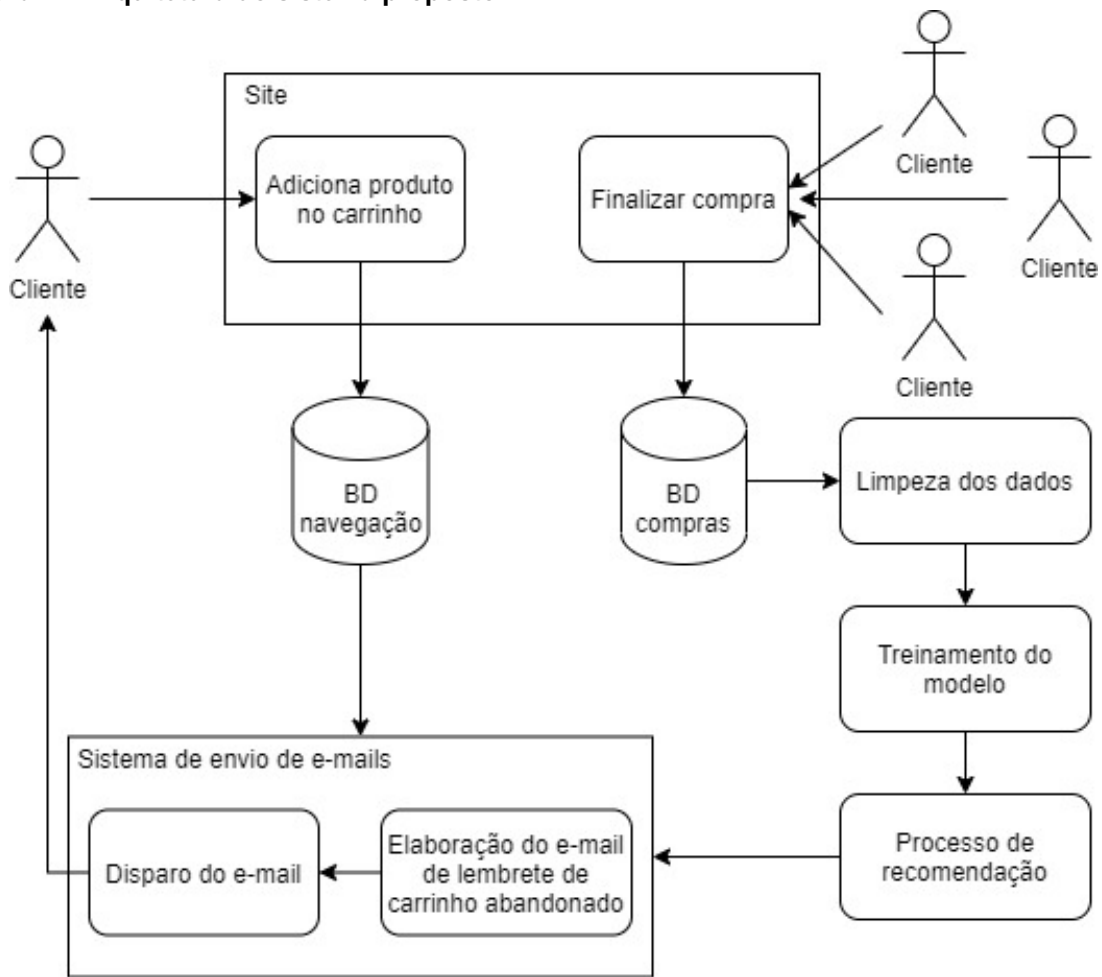 Site
Adiciona produto
no carrinho
Finalizar compra
Cliente
Cliente
Cliente
Cliente
BD
navegação
BD
compras
Limpeza dos dados
Treinamento do
modelo
Sistema de envio de e-mails
Disparo do e-mail
Elaboração do e-mail
de lembrete de
carrinho abandonado
Processo de
recomendação